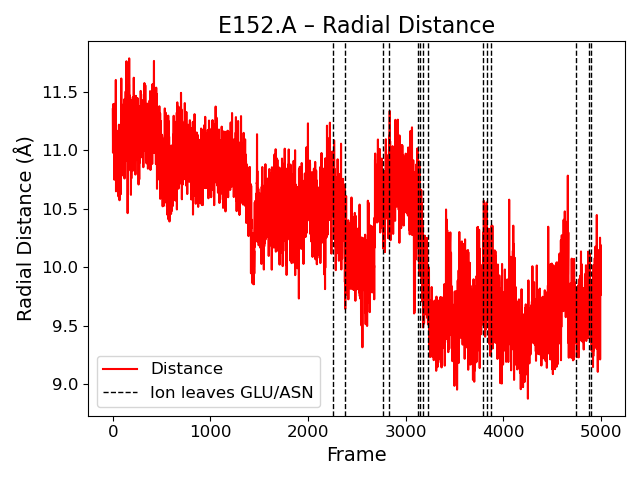 E152.A – Radial Distance
Radial Distance (Å)
11.5
11.0
10.5
10.0
9.5
9.0
Distance
Ion leaves GLU/ASN
0
1000
2000
3000
4000
5000
Frame